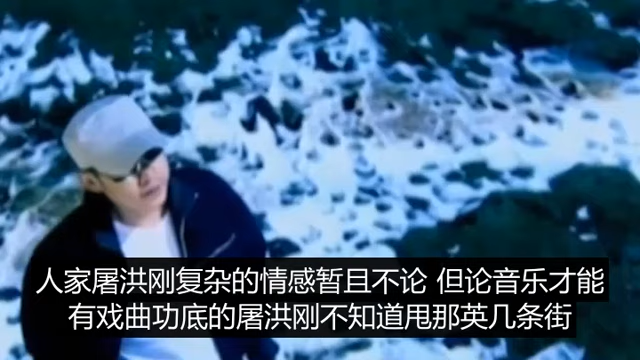 人家屠洪刚复杂的情感暂且不论 但论音乐才能
有戏曲功底的屠洪刚不知道甩那英几条街